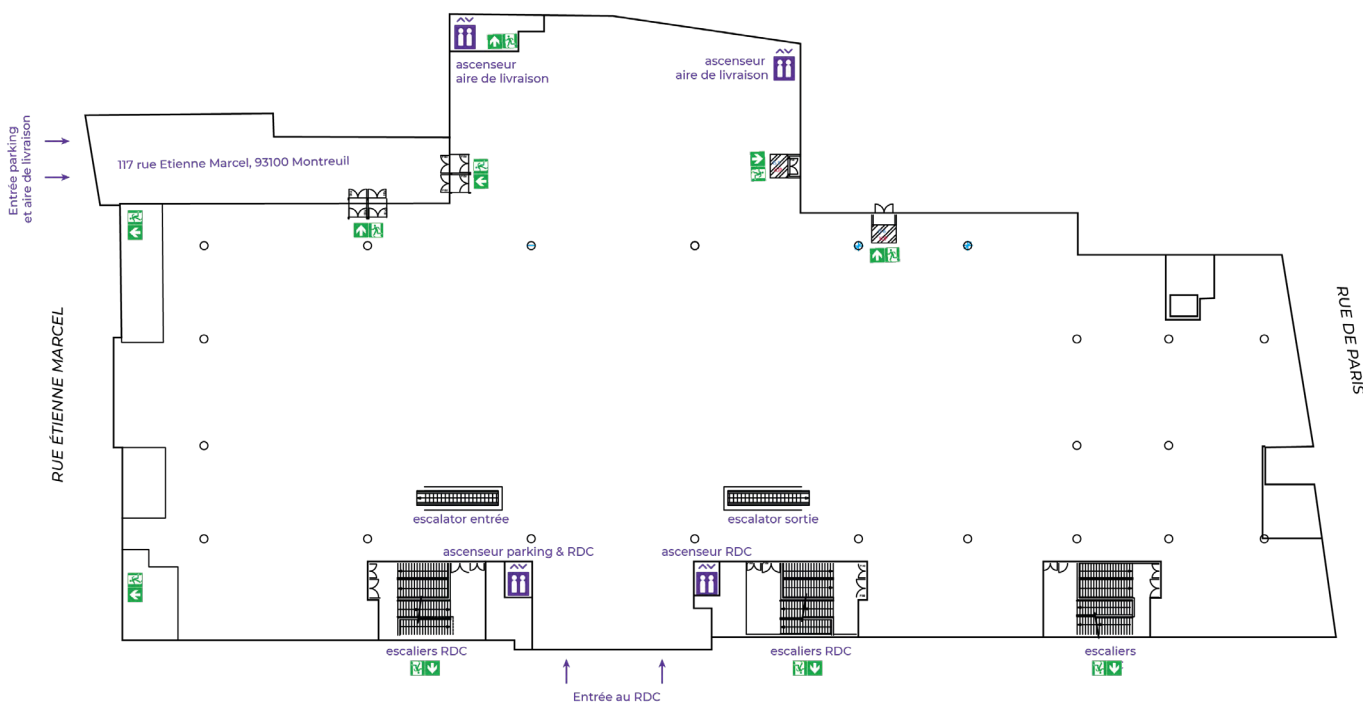 ascenseur
aire de livraison
ascenseur
aire de livraison
Entrée parking
et aire de livraison
117 rue Etienne Marcel, 93100 Montreuil
RUE ÉTIENNE MARCEL
RUE DE PARIS
escalator entrée
escalator sortie
ascenseur parking & RDC
ascenseur RDC
escaliers RDC
escaliers RDC
escaliers
Entrée au RDC